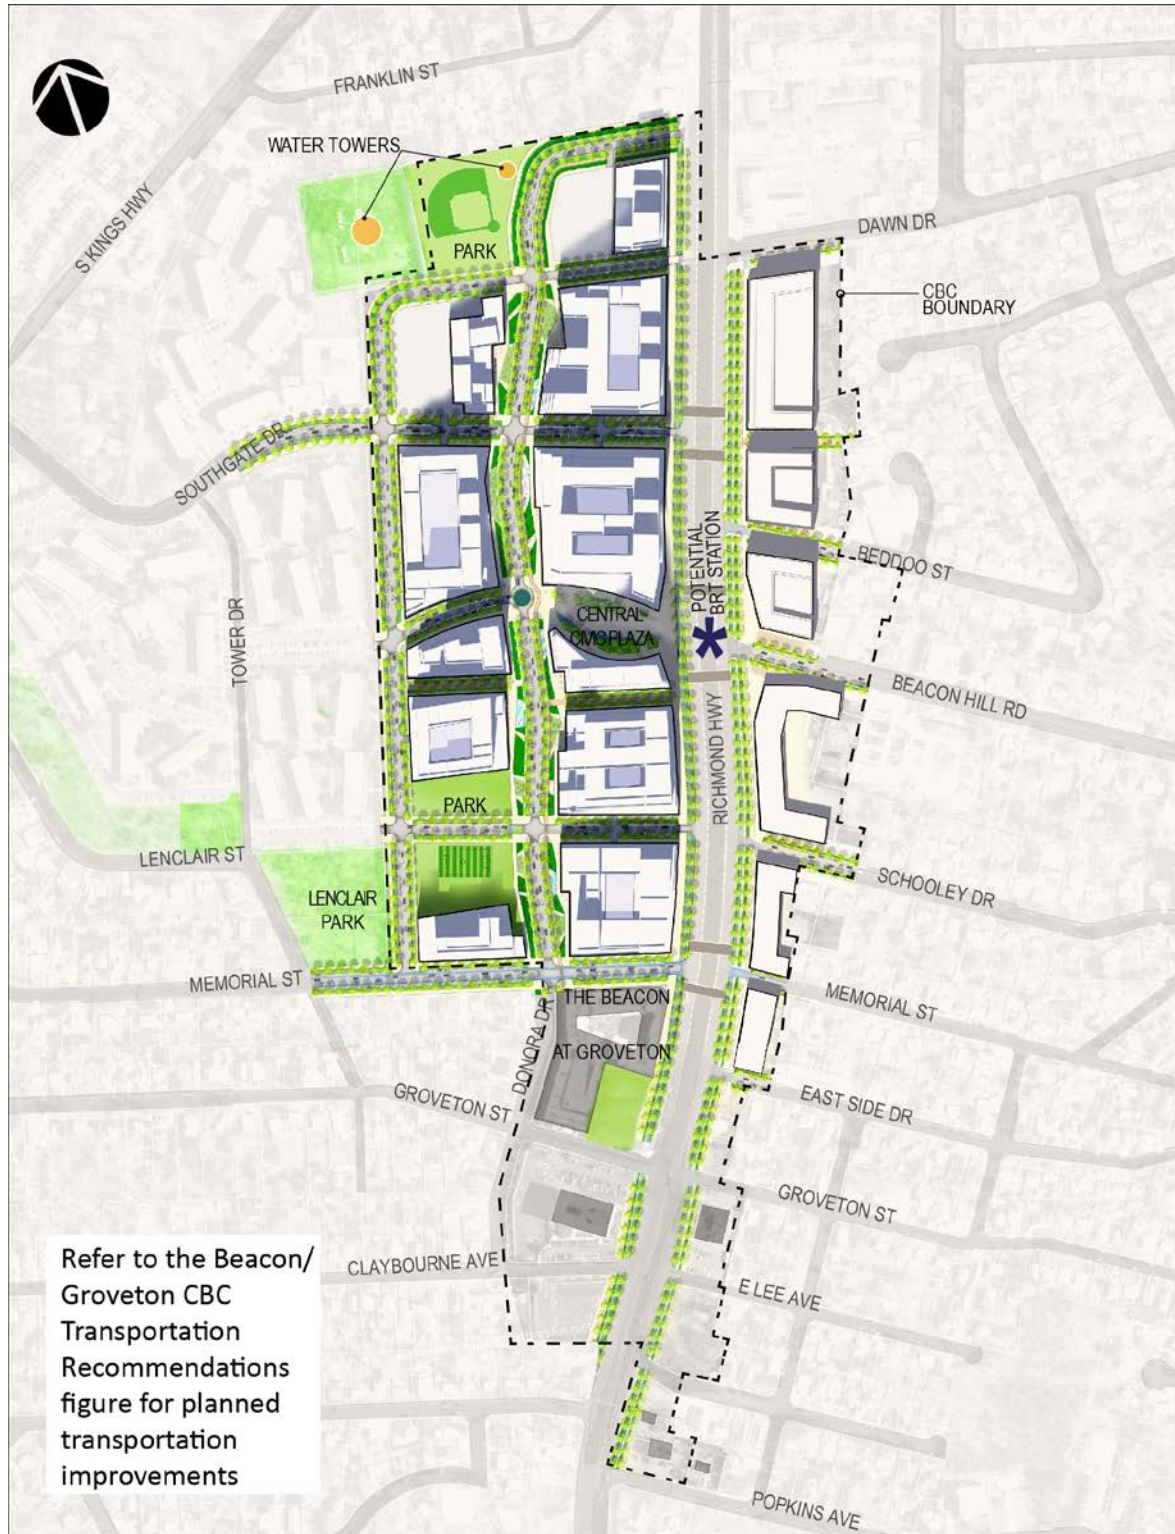 FRANKLIN ST
WATER TOWERS
S KINGS HWY
PARK
DAWN DR
CBC
BOUNDARY
SOUTHGATE DR
POTENTIAL
BRT STATION
BEDDOO ST
CENTRAL
CIVIC PLAZA
TOWER DR
BEACON HILL RD
RICHMOND HWY
PARK
LENCLAIR ST
SCHOOLEY DR
LENCLAIR
PARK
MEMORIAL ST
MEMORIAL ST
THE BEACON
AT GROVETON
DONORA DR
GROVETON ST
EAST SIDE DR
GROVETON ST
CLAYBOURNE AVE
E LEE AVE
Refer to the Beacon/
Groveton CBC
Transportation
Recommendations
figure for planned
transportation
improvements
POPKINS AVE